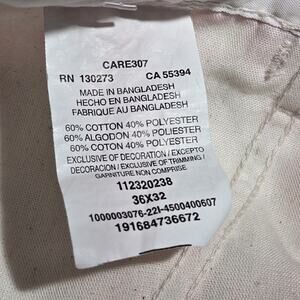 CARE307
RN 130273 CA 55394
MADE IN BANGLADESH
HECHO EN BANGLADESH
FABRIQUE AU BANGLADESH
60% COTTON 40% POLYESTER
60% ALGODON 40% POLIESTER
60% COTON 40% POLYESTER
EXCLUSIVE OF DECORATION / EXCEPTO
DECORACION / EXCLUSIVE OF TRIMMING /
GARNITURE NON COMPRISE
112320238
36X32
1000003076-22I-4500400607
191684736672